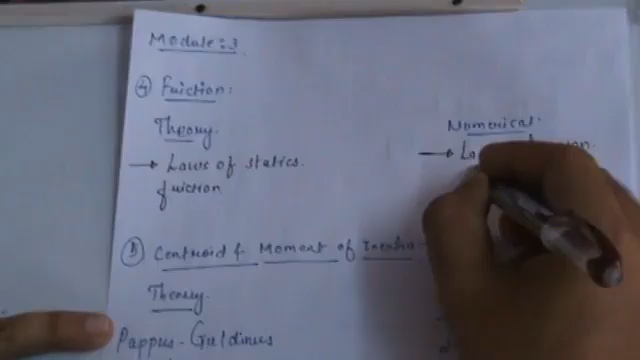 Module:3
4) Friction:
Theory. Numerical.
→ Laws of statics →
friction
5) Centroid & Moment of Inertia
Theory.
Pappus - Guldinus